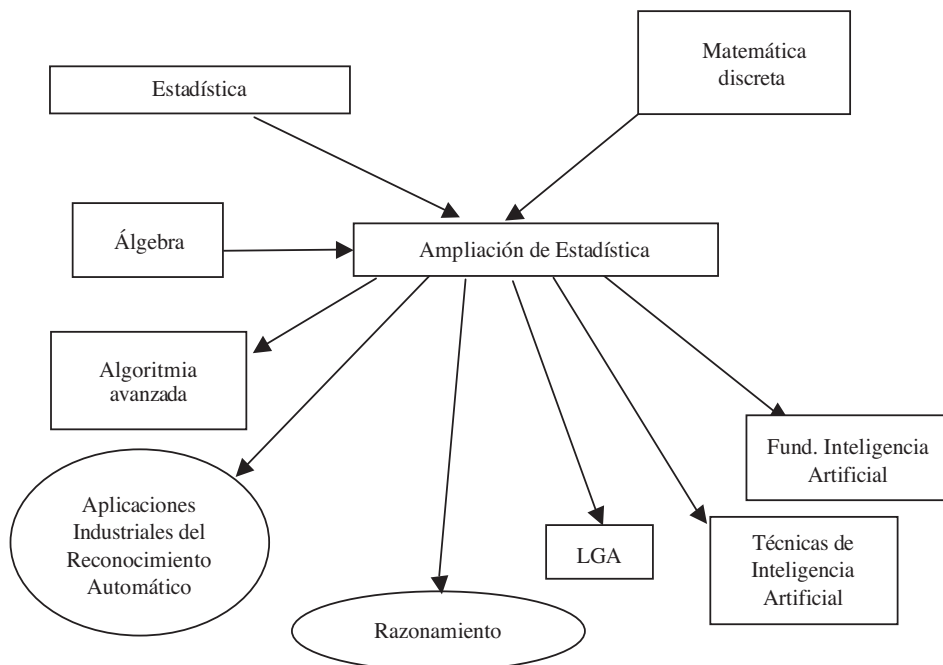 Matemática
discreta
Estadística
Álgebra
Ampliación de Estadística
Algoritmia
avanzada
Fund. Inteligencia
Artificial
Aplicaciones
Industriales del
Reconocimiento
Automático
LGA
Técnicas de
Inteligencia
Artificial
Razonamiento